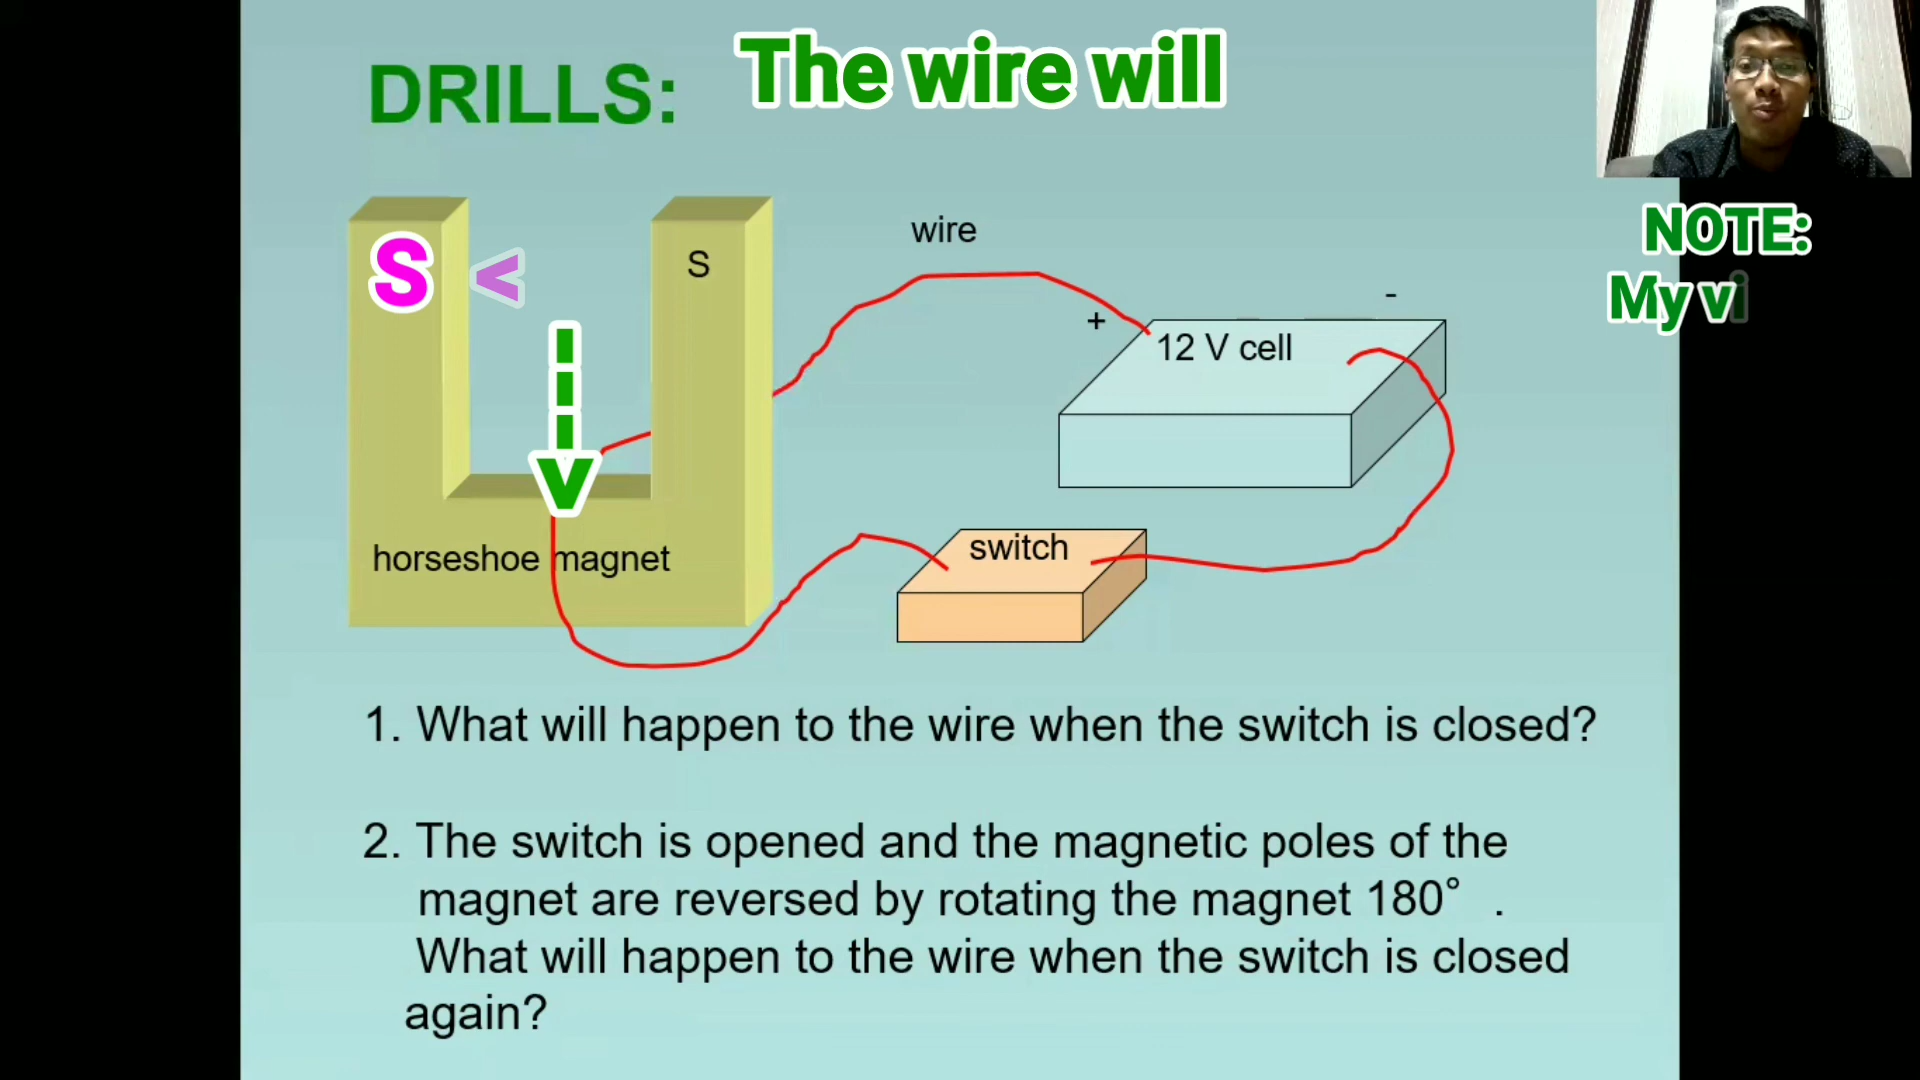 DRILLS:
The wire will
NOTE:
My vi
S <
S
wire
+
-
12 V cell
V
horseshoe magnet
switch
1. What will happen to the wire when the switch is closed?
2. The switch is opened and the magnetic poles of the
magnet are reversed by rotating the magnet 180° .
What will happen to the wire when the switch is closed
again?